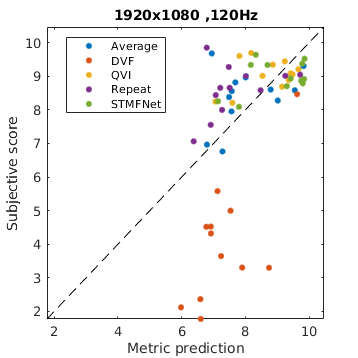 1920x1080 ,120Hz
Average
DVF
QVI
Repeat
STMFNet
10
9
8
7
6
5
4
3
2
Subjective score
2 4 6 8 10
Metric prediction